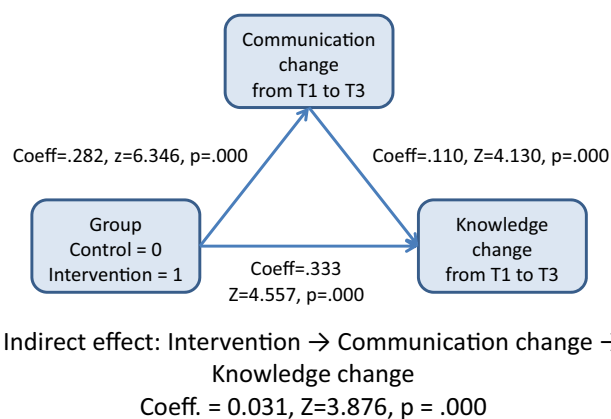 Communication
change
from T1 to T3
Coeff=.282, z=6.346, p=.000
Coeff=.110, Z=4.130, p=.000
Group
Control = 0
Intervention = 1
Knowledge
change
from T1 to T3
Coeff=.333
Z=4.557, p=.000
Indirect effect: Intervention → Communication change →
Knowledge change
Coeff. = 0.031, Z=3.876, p = .000